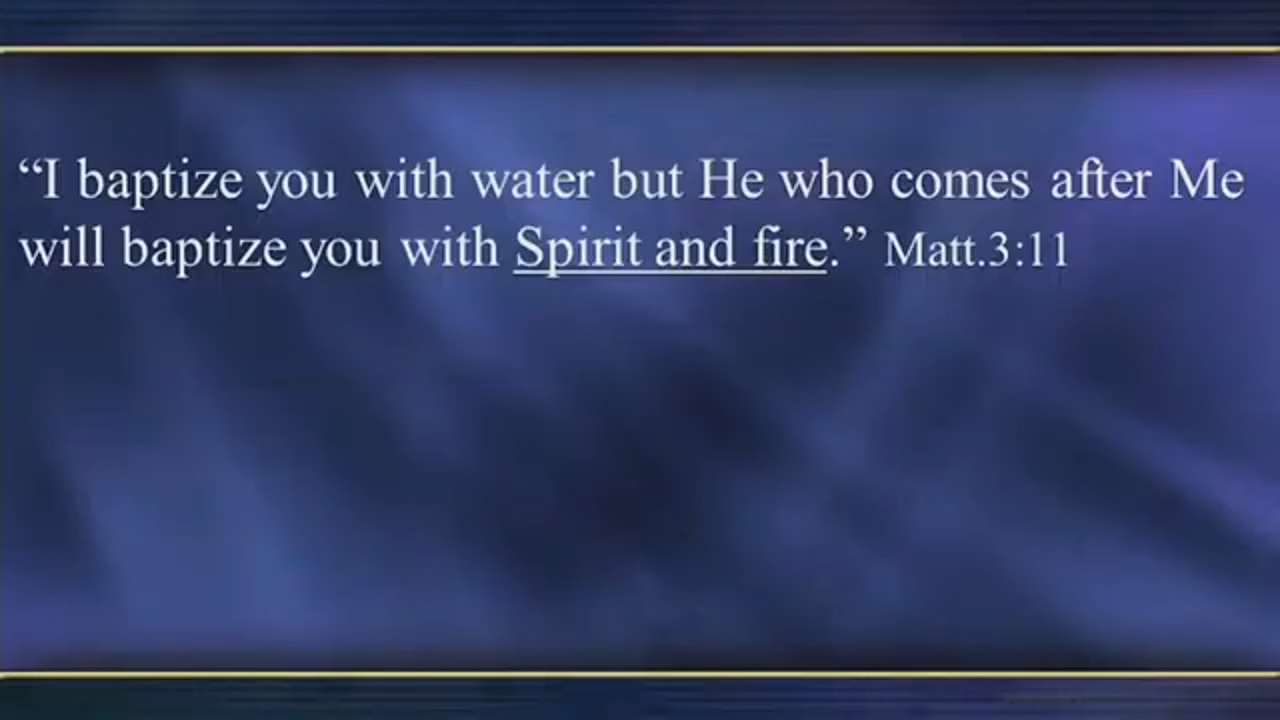 “I baptize you with water but He who comes after Me
will baptize you with Spirit and fire.” Matt.3:11